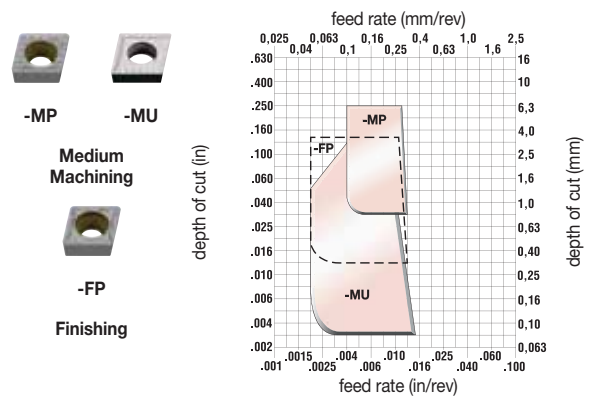 -MP
-MU
Medium
Machining
-FP
Finishing
feed rate (mm/rev)
0,025 0,063 0,16 0,4 1,0 2,5
0,04 0,1 0,25 0,63 1,6
depth of cut (in)
.630
.400
.250
.160
.100
.060
.040
.025
.016
.010
.006
.004
.002
-MP
-FP
-MU
16
10
6,3
4,0
2,5
1,6
1,0
0,63
0,40
0,25
0,16
0,10
0,063
depth of cut (mm)
.0015 .004 .010 .025 .060
.001 .0025 .006 .016 .040 .100
feed rate (in/rev)